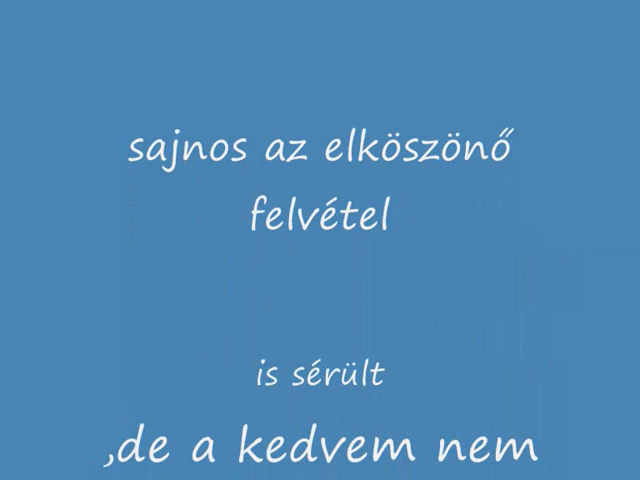 sajnos az elköszönő
felvétel
is sérült
,de a kedvem nem